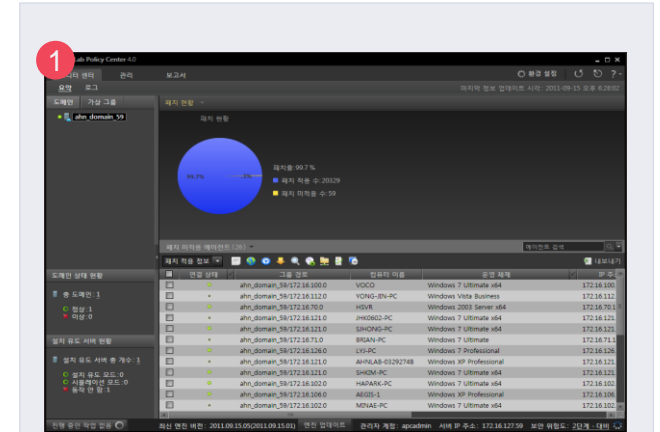 1
Lab Policy Center 4.0
센터 관리 보고서 환경 설정
요약 로그 마지막 정보 업데이트 시각: 2011-09-15 오후 8:28:02
도메인 가상 그룹 패치 현황
ahn_domain_59
패치 현황
99.7%
패치율:99.7 %
패치 적용 수:20329
패치 미적용 수:59
패치 미적용 에이전트(28) 에이전트 검색
패치 적용 정보 내보내기
도메인 상태 현황
총 도메인:1
정상:1
이상:0
설치 유도 서버 현황
설치 유도 서버 총 개수:1
설치 유도 모드:0
시뮬레이션 모드:0
동작 안 함:1
연결 상태 그룹 경로 컴퓨터 이름 운영 체제 IP 주
ahn_domain_59/172.16.100.0 VOCO Windows 7 Ultimate x64 172.16.100.
ahn_domain_59/172.16.112.0 YONG-JIN-PC Windows Vista Business 172.16.112.
ahn_domain_59/172.16.70.0 HSVR Windows 2003 Server x64 172.16.70.1
ahn_domain_59/172.16.121.0 JHK0602-PC Windows 7 Ultimate x64 172.16.121.
ahn_domain_59/172.16.121.0 SJHONG-PC Windows 7 Ultimate x64 172.16.121.
ahn_domain_59/172.16.71.0 BRIAN-PC Windows 7 Ultimate 172.16.71.1
ahn_domain_59/172.16.126.0 LYJ-PC Windows 7 Professional 172.16.126.
ahn_domain_59/172.16.121.0 AHNLAB-0329274B Windows XP Professional 172.16.121.
ahn_domain_59/172.16.121.0 SHKIM-PC Windows 7 Ultimate x64 172.16.121.
ahn_domain_59/172.16.102.0 HAPARK-PC Windows 7 Ultimate x64 172.16.102.
ahn_domain_59/172.16.106.0 AEGIS-1 Windows XP Professional 172.16.106.
ahn_domain_59/172.16.102.0 MINAE-PC Windows 7 Ultimate x64 172.16.102.
진행 중인 작업 없음 최신 엔진 버전: 2011.09.15.05(2011.09.15.01) 엔진 업데이트 관리자 계정: apcadmin 서버 IP 주소: 172.16.127.59 보안 위험도: 2단계 - 대비